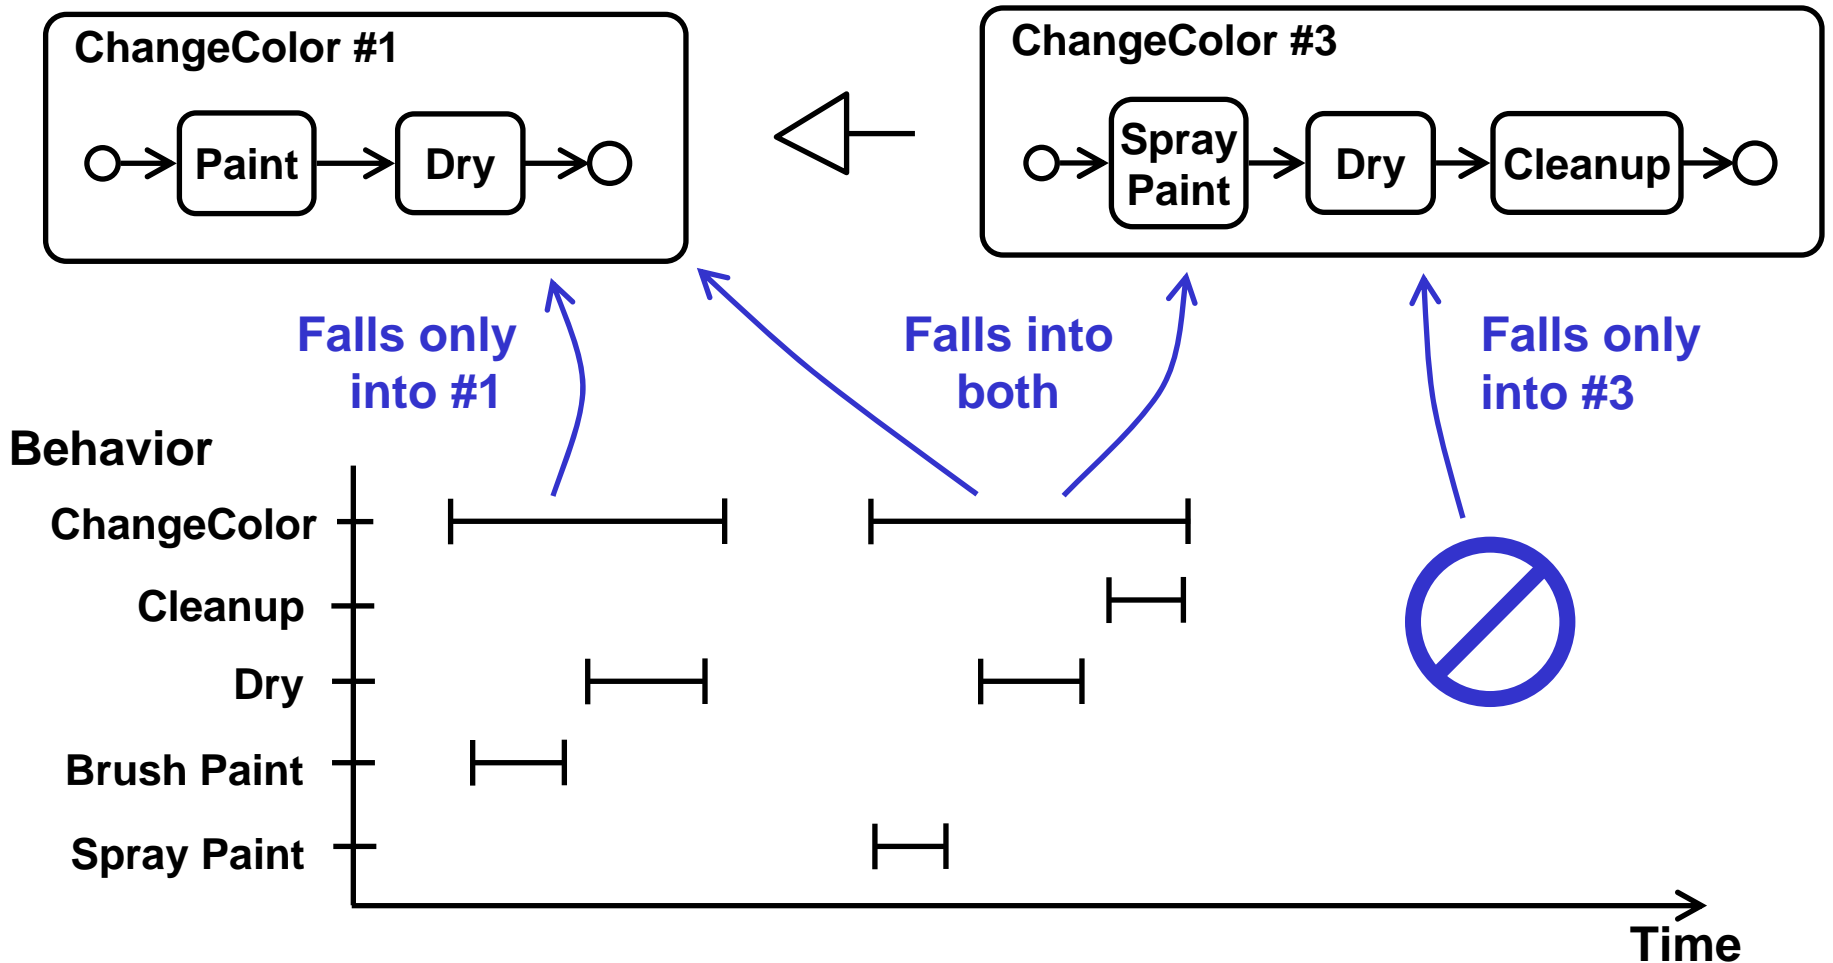 ChangeColor #1
Paint
Dry
ChangeColor #3
Spray
Paint
Dry
Cleanup
Falls only
into #1
Falls into
both
Falls only
into #3
Behavior
ChangeColor
Cleanup
Dry
Brush Paint
Spray Paint
Time